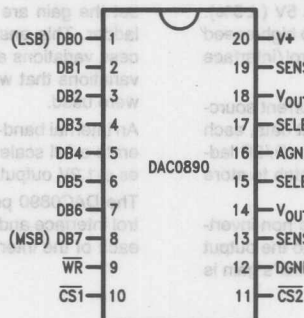 (LSB) DB0 1 20 V+
DB1 2 19 SENS
DB2 3 18 VOUT
DB3 4 17 SELE
DB4 5 DAC0890 16 AGN
DB5 6 15 SELE
DB6 7 14 VOUT
(MSB) DB7 8 13 SENS
WR 9 12 DGN
CS1 10 11 CS2